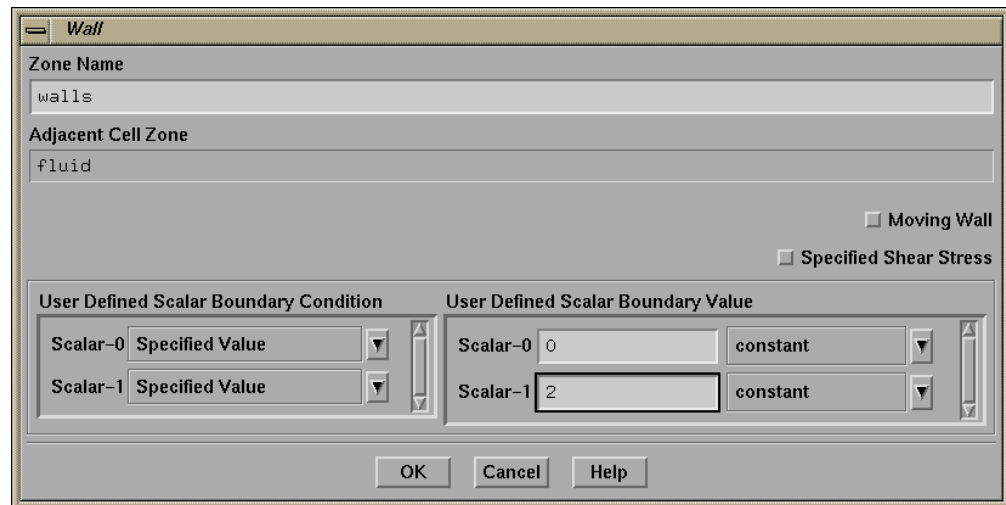 Wall
Zone Name
walls
Adjacent Cell Zone
fluid
Moving Wall
Specified Shear Stress
User Defined Scalar Boundary Condition
Scalar-0 Specified Value
Scalar-1 Specified Value
User Defined Scalar Boundary Value
Scalar-0 0 constant
Scalar-1 2 constant
OK Cancel Help